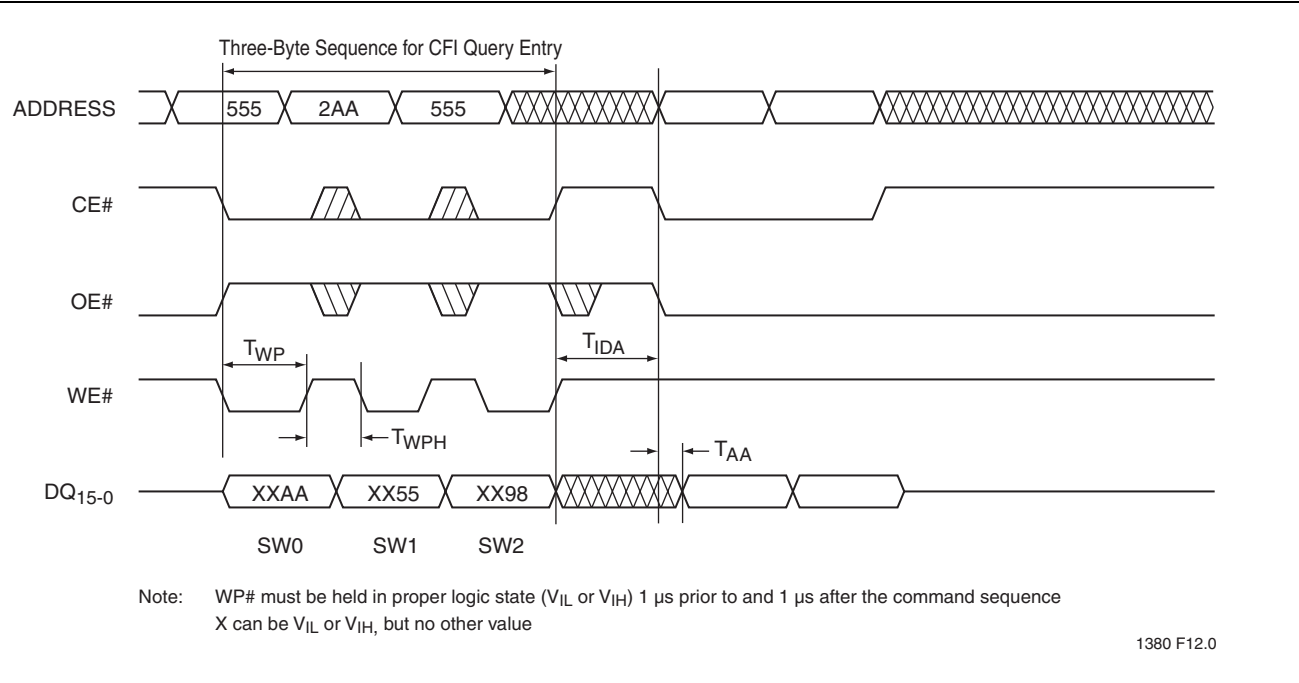 Three-Byte Sequence for CFI Query Entry
ADDRESS 555 2AA 555
CE#
OE#
TWP TIDA
WE#
TWPH
TAA
DQ15-0 XXAA XX55 XX98
SW0 SW1 SW2
Note: WP# must be held in proper logic state (VIL or VIH) 1 µs prior to and 1 µs after the command sequence
X can be VIL or VIH, but no other value
1380 F12.0